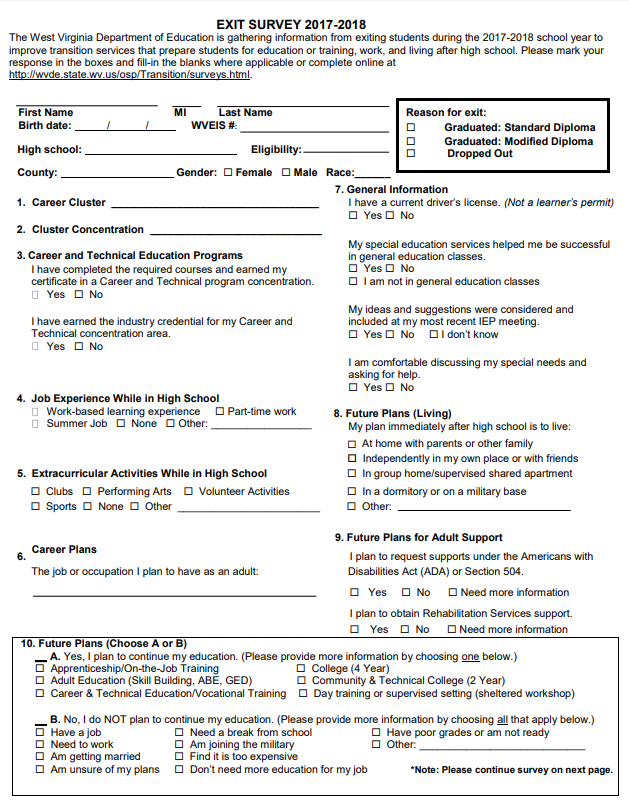 EXIT SURVEY 2017-2018
The West Virginia Department of Education is gathering information from exiting students during the 2017-2018 school year to
improve transition services that prepare students for education or training, work, and living after high school. Please mark your
response in the boxes and fill-in the blanks where applicable or complete online at
http://wvde.state.wv.us/osp/Transition/surveys.html.
First Name MI Last Name
Birth date: ______/______/______ WVEIS #: ______
High school: ______ Eligibility: ______
County: ______ Gender: ☐ Female ☐ Male Race:______
Reason for exit:
☐ Graduated: Standard Diploma
☐ Graduated: Modified Diploma
☐ Dropped Out
1. Career Cluster ______
2. Cluster Concentration ______
3. Career and Technical Education Programs
I have completed the required courses and earned my
certificate in a Career and Technical program concentration.
☐ Yes ☐ No
I have earned the industry credential for my Career and
Technical concentration area.
☐ Yes ☐ No
4. Job Experience While in High School
☐ Work-based learning experience ☐ Part-time work
☐ Summer Job ☐ None ☐ Other: ______
5. Extracurricular Activities While in High School
☐ Clubs ☐ Performing Arts ☐ Volunteer Activities
☐ Sports ☐ None ☐ Other ______
6. Career Plans
The job or occupation I plan to have as an adult:
7. General Information
I have a current driver's license. (Not a learner's permit)
☐ Yes ☐ No
My special education services helped me be successful
in general education classes.
☐ Yes ☐ No
☐ I am not in general education classes
My ideas and suggestions were considered and
included at my most recent IEP meeting.
☐ Yes ☐ No ☐ I don't know
I am comfortable discussing my special needs and
asking for help.
☐ Yes ☐ No
8. Future Plans (Living)
My plan immediately after high school is to live:
☐ At home with parents or other family
☐ Independently in my own place or with friends
☐ In group home/supervised shared apartment
☐ In a dormitory or on a military base
☐ Other: ______
9. Future Plans for Adult Support
I plan to request supports under the Americans with
Disabilities Act (ADA) or Section 504.
☐ Yes ☐ No ☐ Need more information
I plan to obtain Rehabilitation Services support.
☐ Yes ☐ No ☐ Need more information
10. Future Plans (Choose A or B)
__ A. Yes, I plan to continue my education. (Please provide more information by choosing one below.)
☐ Apprenticeship/On-the-Job Training ☐ College (4 Year)
☐ Adult Education (Skill Building, ABE, GED) ☐ Community & Technical College (2 Year)
☐ Career & Technical Education/Vocational Training ☐ Day training or supervised setting (sheltered workshop)
__ B. No, I do NOT plan to continue my education. (Please provide more information by choosing all that apply below.)
☐ Have a job ☐ Need a break from school ☐ Have poor grades or am not ready
☐ Need to work ☐ Am joining the military ☐ Other: ______
☐ Am getting married ☐ Find it is too expensive
☐ Am unsure of my plans ☐ Don't need more education for my job *Note: Please continue survey on next page.